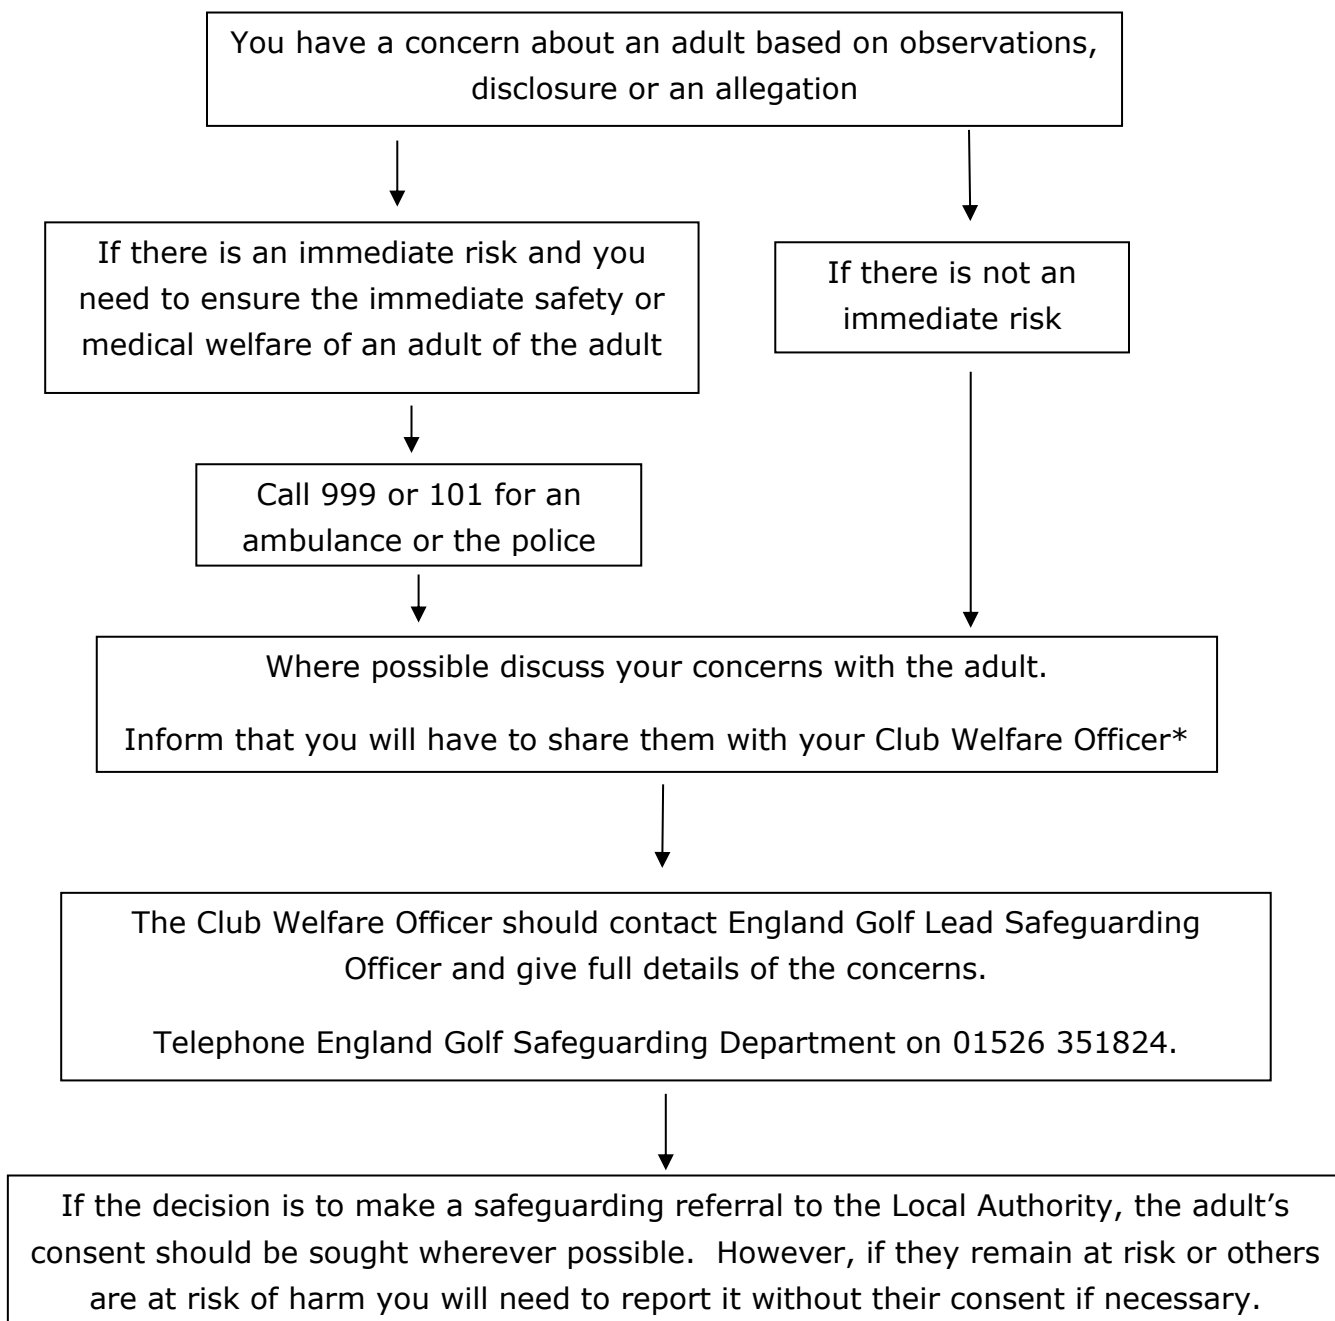 You have a concern about an adult based on observations,
disclosure or an allegation
If there is an immediate risk and you
need to ensure the immediate safety or
medical welfare of an adult of the adult
If there is not an
immediate risk
Call 999 or 101 for an
ambulance or the police
Where possible discuss your concerns with the adult.
Inform that you will have to share them with your Club Welfare Officer*
The Club Welfare Officer should contact England Golf Lead Safeguarding
Officer and give full details of the concerns.
Telephone England Golf Safeguarding Department on 01526 351824.
If the decision is to make a safeguarding referral to the Local Authority, the adult’s
consent should be sought wherever possible.  However, if they remain at risk or others
are at risk of harm you will need to report it without their consent if necessary.